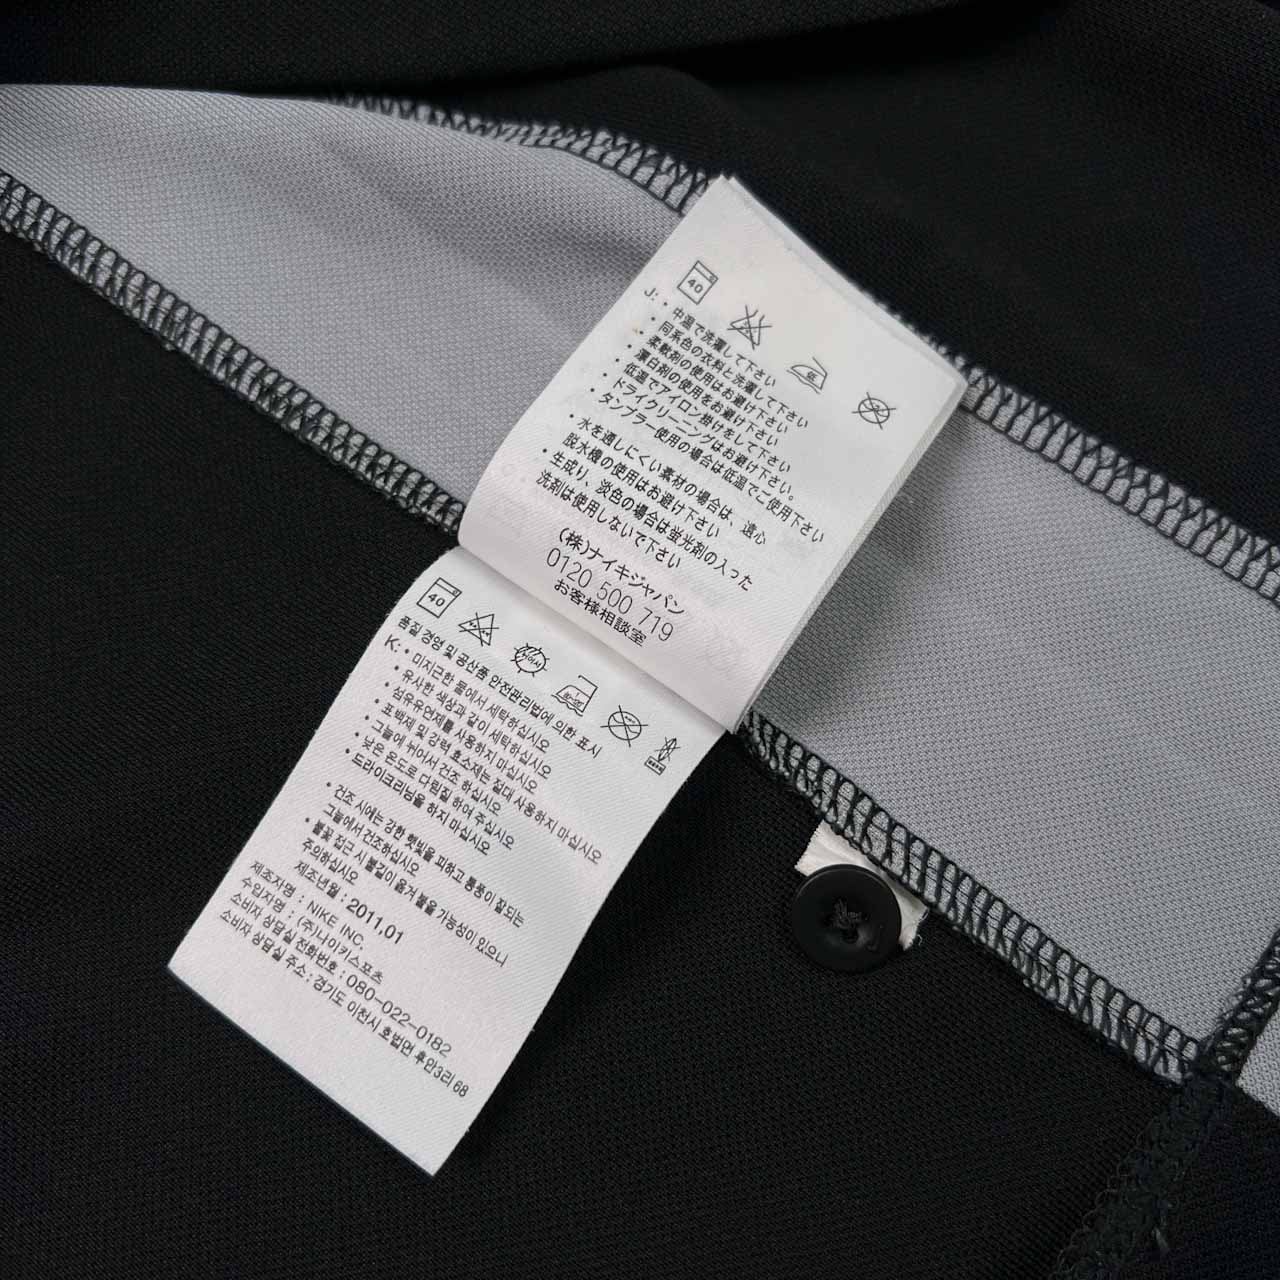 40
低
J: • 中温で洗濯して下さい
• 同系色の衣料と洗濯して下さい
• 柔軟剤の使用はお避け下さい
• 漂白剤の使用をお避け下さい
• 低温でアイロン掛けをして下さい
• ドライクリーニングはお避け下さい
タンブラー使用の場合は低温でご使用下さい。
• 水を通しにくい素材の場合は、遠心
脱水機の使用はお避け下さい
• 生成り、淡色の場合は蛍光剤の入った
洗剤は使用しないで下さい
(株)ナイキジャパン
0120 500 719
お客様相談室
40
품질 경영 및 공산품 안전관리법에 의한 표시
K: • 미지근한 물에서 세탁하십시오
• 유사한 색상과 같이 세탁하십시오
• 섬유유연제를 사용하지 마십시오
• 표백제 및 강력 효소제는 절대 사용하지 마십시오
• 그늘에 뉘어서 건조 하십시오
• 낮은 온도로 다림질 하여 주십시오
• 드라이크리닝을 하지 마십시오
• 건조 시에는 강한 햇빛을 피하고 통풍이 잘되는
그늘에서 건조하십시오
• 불꽃 접근 시 불길이 옮겨 붙을 가능성이 있으니
주의하십시오
제조년월 : 2011.01
제조자명 : NIKE INC.
수입자명 : (주)나이키스포츠
소비자 상담실 전화번호 : 080-022-0182
소비자 상담실 주소 : 경기도 이천시 호법면 후안3리 68